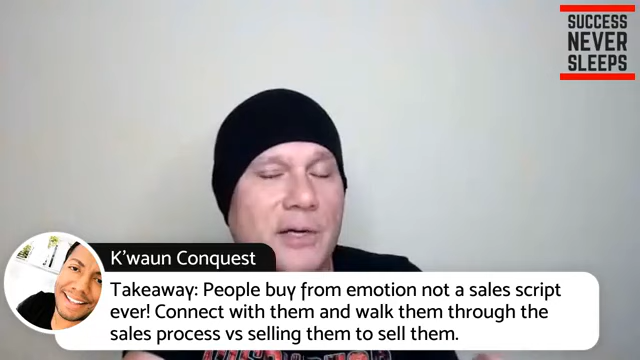 SUCCESS
NEVER
SLEEPS
K'waun Conquest
Takeaway: People buy from emotion not a sales script
ever! Connect with them and walk them through the
sales process vs selling them to sell them.